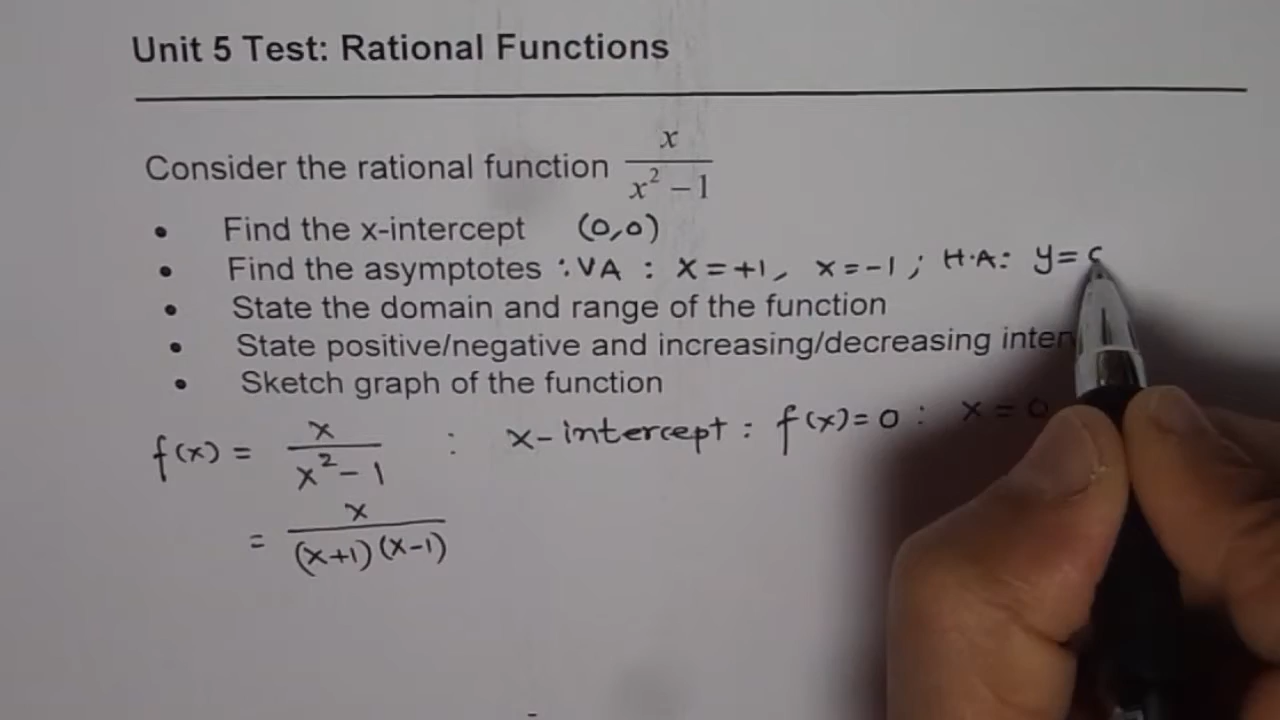 Unit 5 Test: Rational Functions
Consider the rational function x / (x² – 1)
• Find the x-intercept (0,0)
• Find the asymptotes : VA : x = +1, x = -1 ; H.A: y =
• State the domain and range of the function
• State positive/negative and increasing/decreasing
• Sketch graph of the function
f(x) = x / (x² - 1) : x-intercept : f(x) = 0 : x = 0
= x / ((x+1)(x-1))